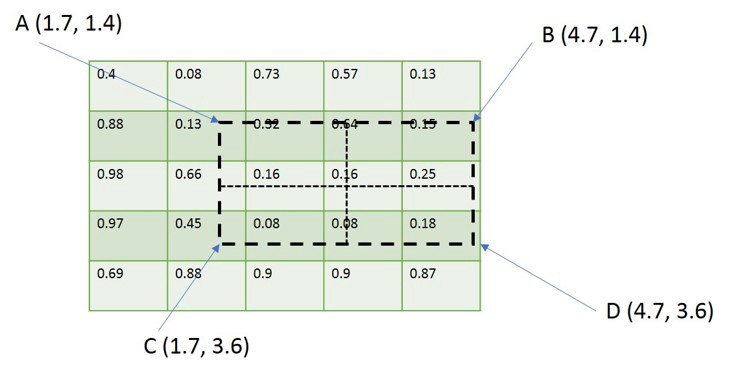 A (1.7, 1.4)
B (4.7, 1.4)
0.4 0.08 0.73 0.57 0.13
0.88 0.13 0.32 0.64 0.15
0.98 0.66 0.16 0.16 0.25
0.97 0.45 0.08 0.08 0.18
0.69 0.88 0.9 0.9 0.87
D (4.7, 3.6)
C (1.7, 3.6)